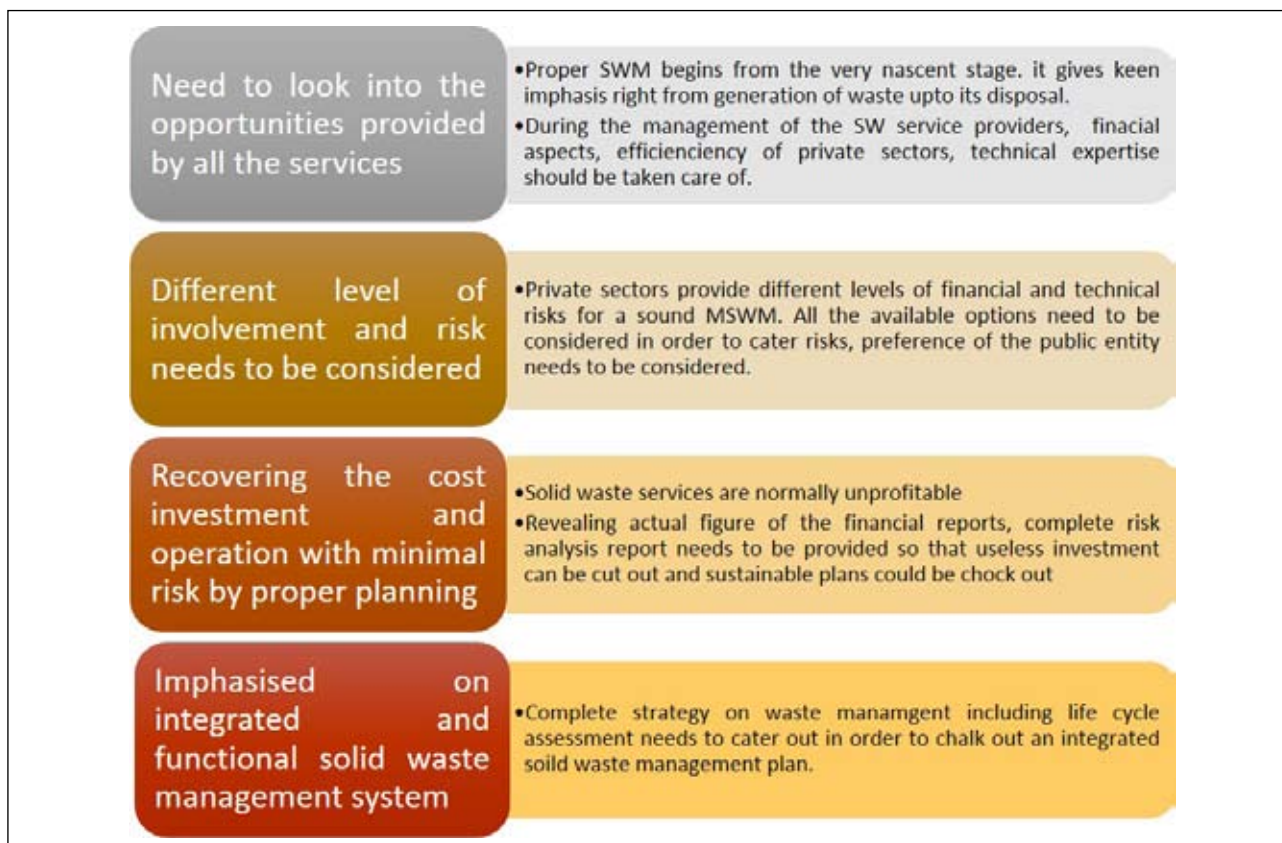 Need to look into the
opportunities provided
by all the services
•Proper SWM begins from the very nascent stage. it gives keen
imphasis right from generation of waste upto its disposal.
•During the management of the SW service providers, finacial
aspects, efficienciency of private sectors, technical expertise
should be taken care of.
Different level of
involvement and risk
needs to be considered
•Private sectors provide different levels of financial and technical
risks for a sound MSWM. All the available options need to be
considered in order to cater risks, preference of the public entity
needs to be considered.
Recovering the cost
investment and
operation with minimal
risk by proper planning
•Solid waste services are normally unprofitable
•Revealing actual figure of the financial reports, complete risk
analysis report needs to be provided so that useless investment
can be cut out and sustainable plans could be chock out
Imphasised on
integrated and
functional solid waste
management system
•Complete strategy on waste manamgent including life cycle
assessment needs to cater out in order to chalk out an integrated
soild waste management plan.